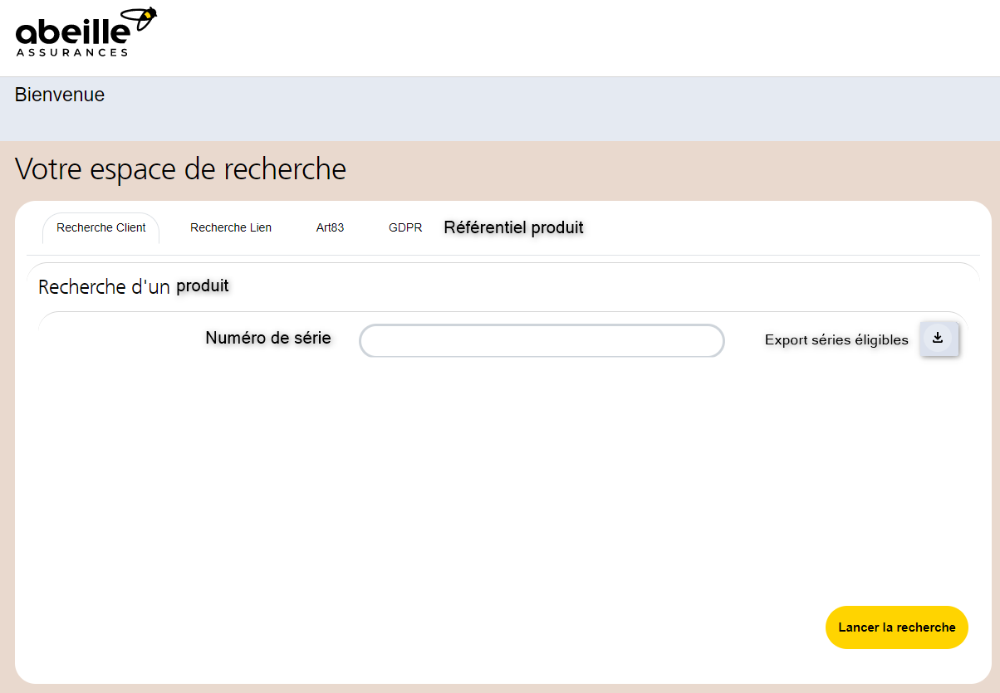 abeille
ASSURANCES
Bienvenue
Votre espace de recherche
Recherche Client Recherche Lien Art83 GDPR Référentiel produit
Recherche d'un produit
Numéro de série Export séries éligibles
Lancer la recherche